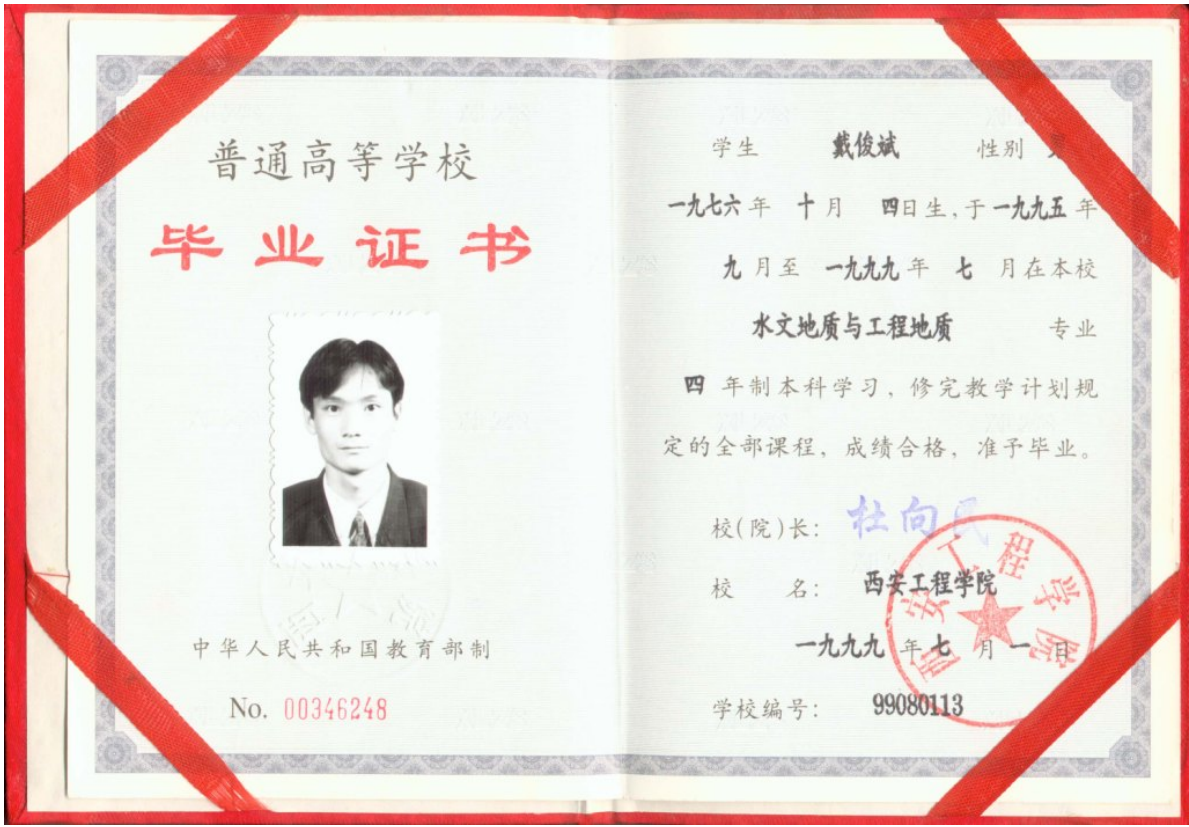 普通高等学校
毕业证书
中华人民共和国教育部制
No. 00346248
学生 戴俊斌 性别
一九七六年 十月 四日生,于一九九五年
九月至 一九九九年 七 月在本校
水文地质与工程地质 专业
四 年制本科学习，修完教学计划规
定的全部课程，成绩合格，准予毕业。
校(院)长: 杜向民
校 名: 西安工程学院
一九九九 年 七 月 一 日
学校编号: 99080113
西安工程学院